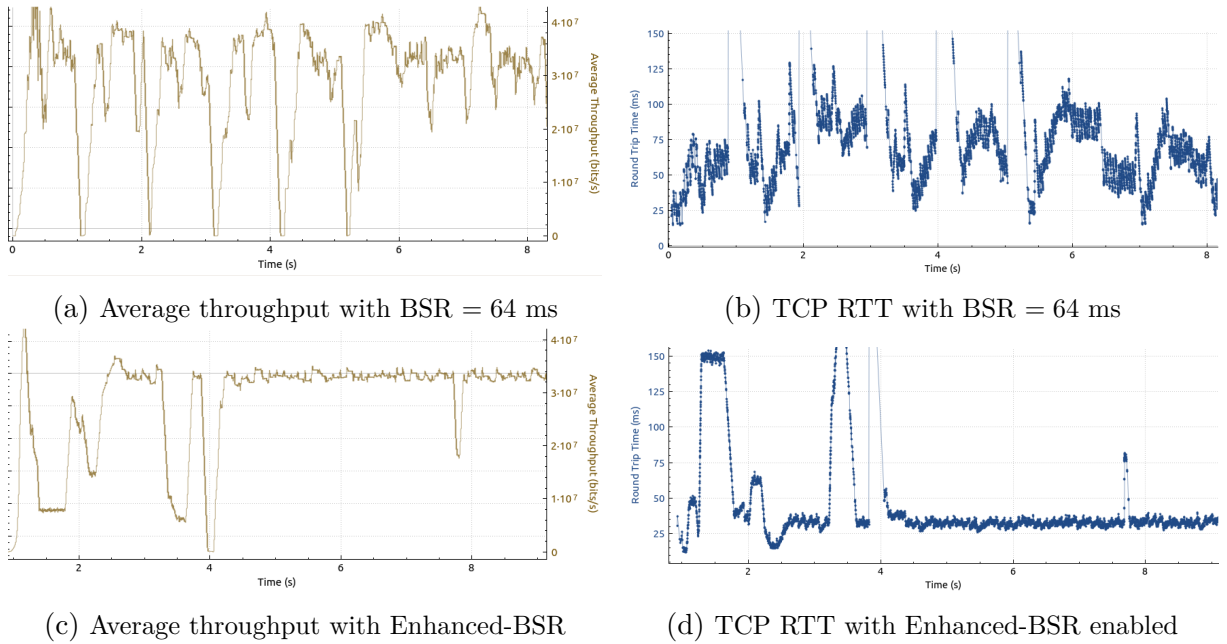 4·10⁷
3·10⁷
2·10⁷
1·10⁷
0
Average Throughput (bits/s)
0 2 4 6 8
Time (s)
(a) Average throughput with BSR = 64 ms
150
125
100
75
50
25
0
Round Trip Time (ms)
0 1 2 3 4 5 6 7 8
Time (s)
(b) TCP RTT with BSR = 64 ms
4·10⁷
3·10⁷
2·10⁷
1·10⁷
0
Average Throughput (bits/s)
2 4 6 8
Time (s)
(c) Average throughput with Enhanced-BSR
150
125
100
75
50
25
Round Trip Time (ms)
2 4 6 8
Time (s)
(d) TCP RTT with Enhanced-BSR enabled